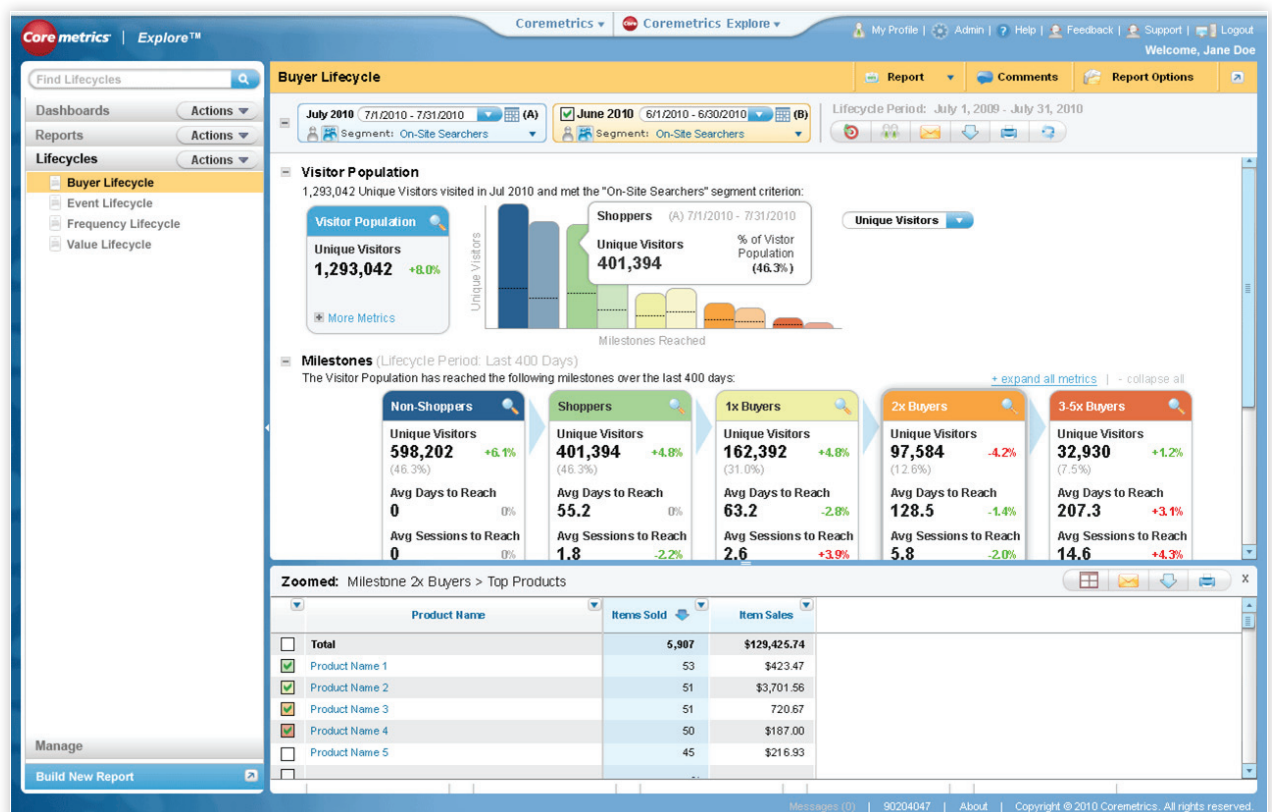 Coremetrics | Explore™
Coremetrics ▾ | Coremetrics Explore ▾
My Profile | Admin | ? Help | Feedback | Support | Logout
Welcome, Jane Doe
Find Lifecycles
Dashboards Actions
Reports Actions
Lifecycles Actions
Buyer Lifecycle
Event Lifecycle
Frequency Lifecycle
Value Lifecycle
Manage
Build New Report
Buyer Lifecycle Report Comments Report Options
July 2010 7/1/2010 - 7/31/2010 (A)
Segment: On-Site Searchers
June 2010 6/1/2010 - 6/30/2010 (B)
Segment: On-Site Searchers
Lifecycle Period: July 1, 2009 - July 31, 2010
Visitor Population
1,293,042 Unique Visitors visited in Jul 2010 and met the "On-Site Searchers" segment criterion:
Visitor Population
Unique Visitors
1,293,042 +8.0%
More Metrics
Unique Visitors
Milestones Reached
Shoppers (A) 7/1/2010 - 7/31/2010
Unique Visitors
401,394
% of Vistor
Population
(46.3%)
Unique Visitors
Milestones (Lifecycle Period: Last 400 Days)
The Visitor Population has reached the following milestones over the last 400 days:
+ expand all metrics | - collapse all
Non-Shoppers
Unique Visitors
598,202 +6.1%
(46.3%)
Avg Days to Reach
0 0%
Avg Sessions to Reach
0 0%
Shoppers
Unique Visitors
401,394 +4.8%
(46.3%)
Avg Days to Reach
55.2 0%
Avg Sessions to Reach
1.8 -2.2%
1x Buyers
Unique Visitors
162,392 +4.8%
(31.0%)
Avg Days to Reach
63.2 -2.8%
Avg Sessions to Reach
2.6 +3.9%
2x Buyers
Unique Visitors
97,584 -4.2%
(12.6%)
Avg Days to Reach
128.5 -1.4%
Avg Sessions to Reach
5.8 -2.0%
3-5x Buyers
Unique Visitors
32,930 +1.2%
(7.5%)
Avg Days to Reach
207.3 +3.1%
Avg Sessions to Reach
14.6 +4.3%
Zoomed: Milestone 2x Buyers > Top Products
X
Product Name Items Sold Item Sales
Total 5,907 $129,425.74
Product Name 1 53 $423.47
Product Name 2 51 $3,701.56
Product Name 3 51 720.67
Product Name 4 50 $187.00
Product Name 5 45 $216.93
Messages (0) | 90204047 | About | Copyright © 2010 Coremetrics. All rights reserved.